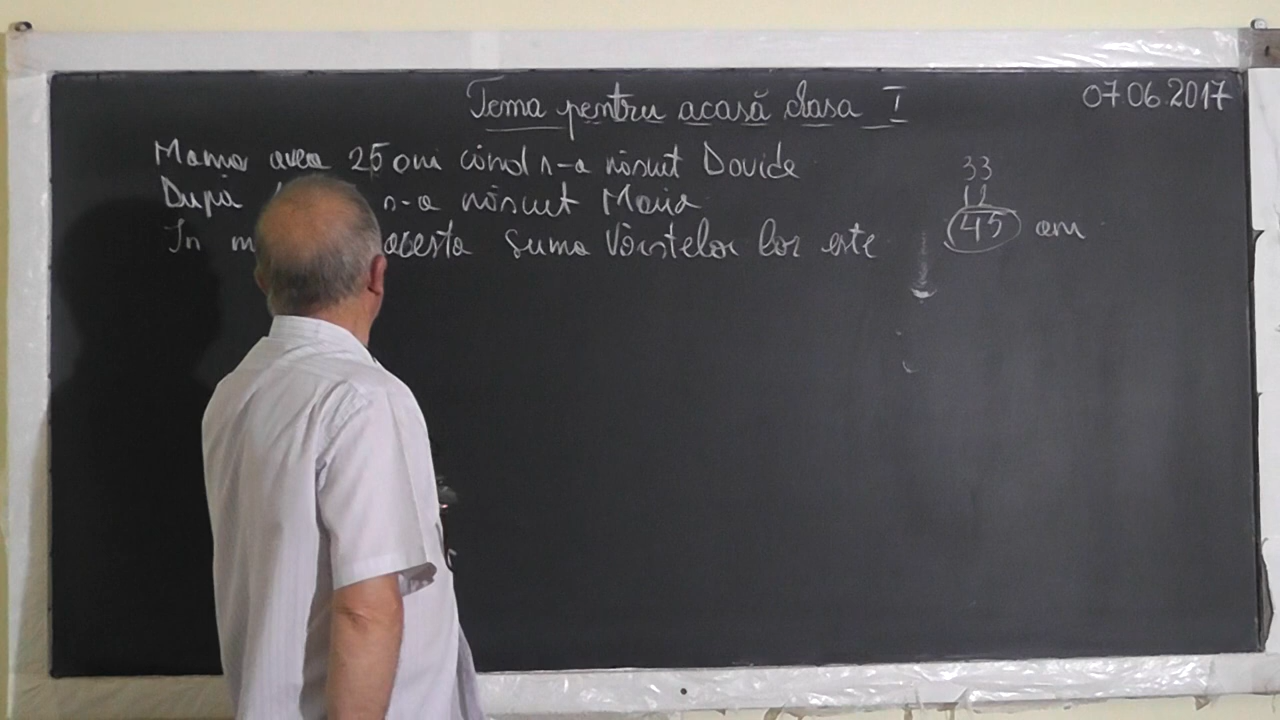 Tema pentru acasă clasa I
07.06.2017
Mama avea 25 ani când s-a născut Davide
După s-a născut Maria
În acesta suma vârstelor lor este
33
12
45 ani